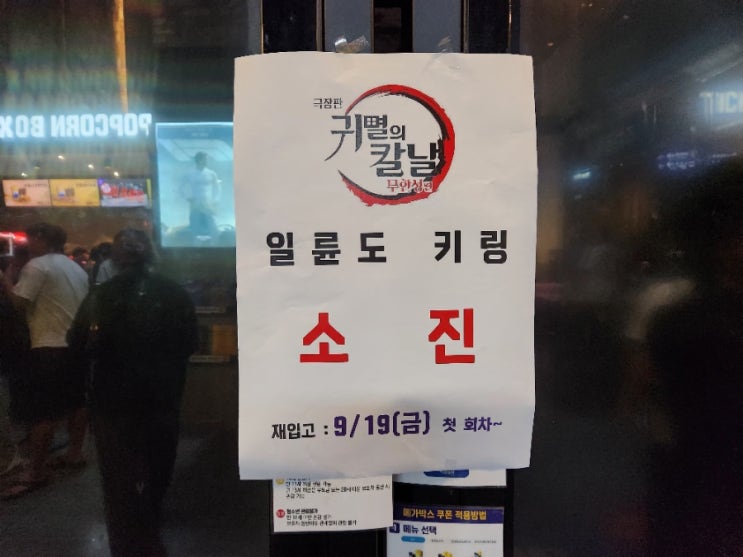 POPCORN BOX
극장판
귀멸의
칼날
무한성편
일륜도 키링
소 진
재입고 : 9/19(금) 첫 회차~
메가박스 쿠폰 적용방법
메뉴 선택